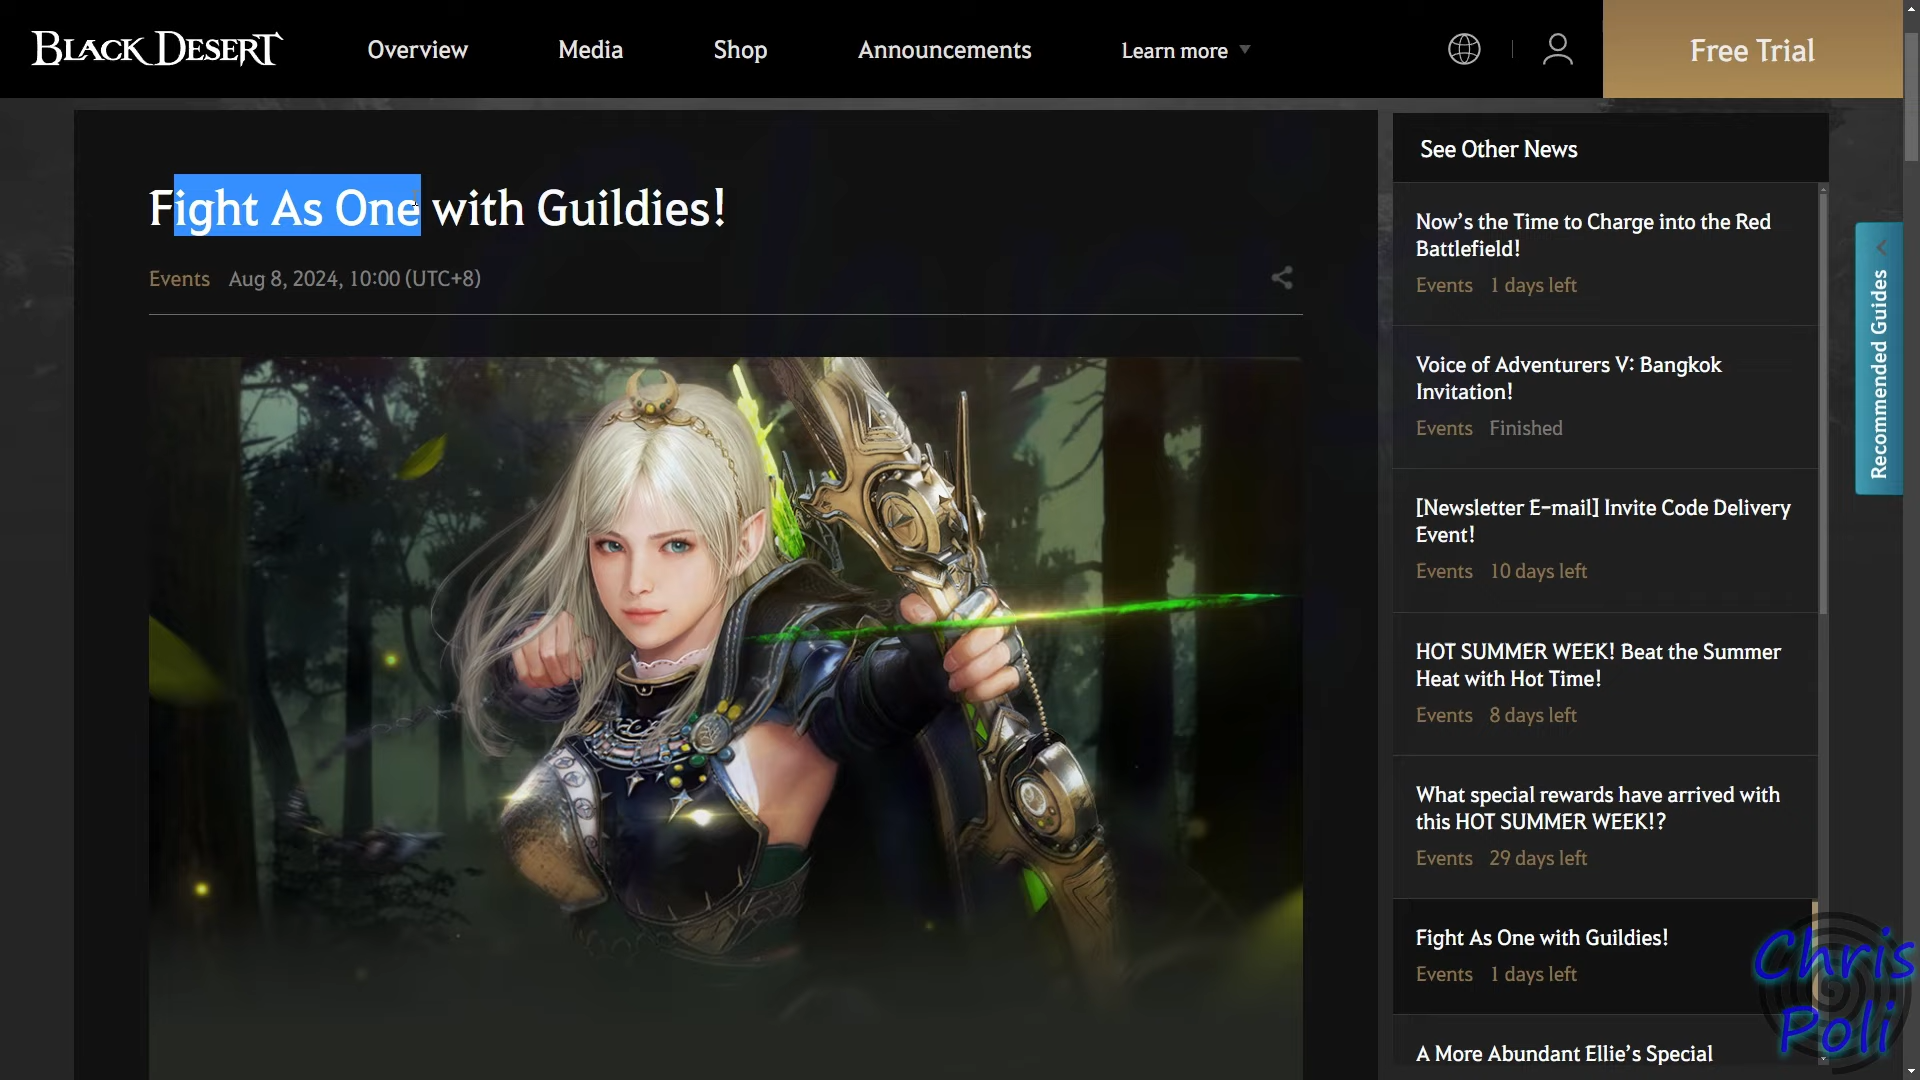 BLACK DESERT
Overview
Media
Shop
Announcements
Learn more
Free Trial
Fight As One with Guildies!
Events Aug 8, 2024, 10:00 (UTC+8)
See Other News
Now's the Time to Charge into the Red
Battlefield!
Events 1 days left
Voice of Adventurers V: Bangkok
Invitation!
Events Finished
[Newsletter E-mail] Invite Code Delivery
Event!
Events 10 days left
HOT SUMMER WEEK! Beat the Summer
Heat with Hot Time!
Events 8 days left
What special rewards have arrived with
this HOT SUMMER WEEK!?
Events 29 days left
Fight As One with Guildies!
Events 1 days left
A More Abundant Ellie's Special
Recommended Guides
Chris
Poli